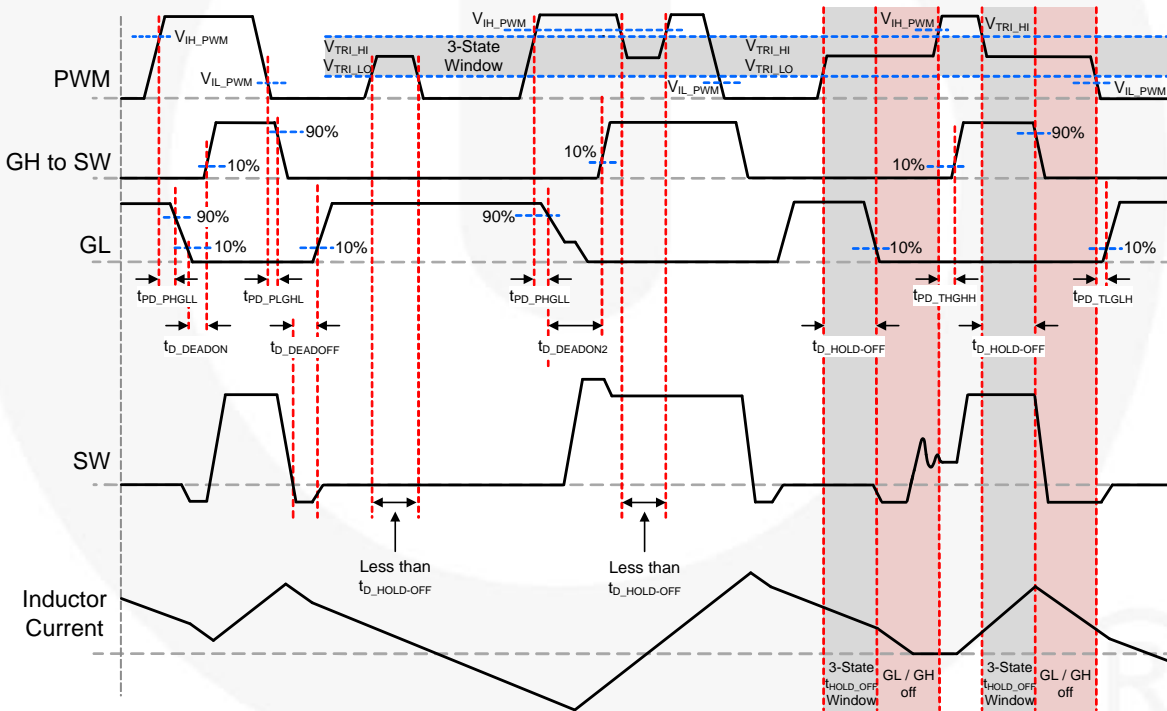 V_IH_PWM
V_IH_PWM
V_IH_PWM
V_TRI_HI
V_TRI_HI
3-State
Window
V_TRI_HI
V_TRI_LO
V_TRI_LO
PWM
V_IL_PWM
V_IL_PWM
V_IL_PWM
GH to SW
90%
10%
10%
90%
10%
GL
90%
10%
10%
90%
10%
10%
t_PD_PHGLL
t_PD_PLGHL
t_PD_PHGLL
t_PD_THGHH
t_PD_TLGLH
t_D_DEADON
t_D_DEADOFF
t_D_DEADON2
t_D_HOLD-OFF
t_D_HOLD-OFF
SW
Less than
t_D_HOLD-OFF
Less than
t_D_HOLD-OFF
Inductor
Current
3-State
t_HOLD_OFF
Window
GL / GH
off
3-State
t_HOLD_OFF
Window
GL / GH
off
R